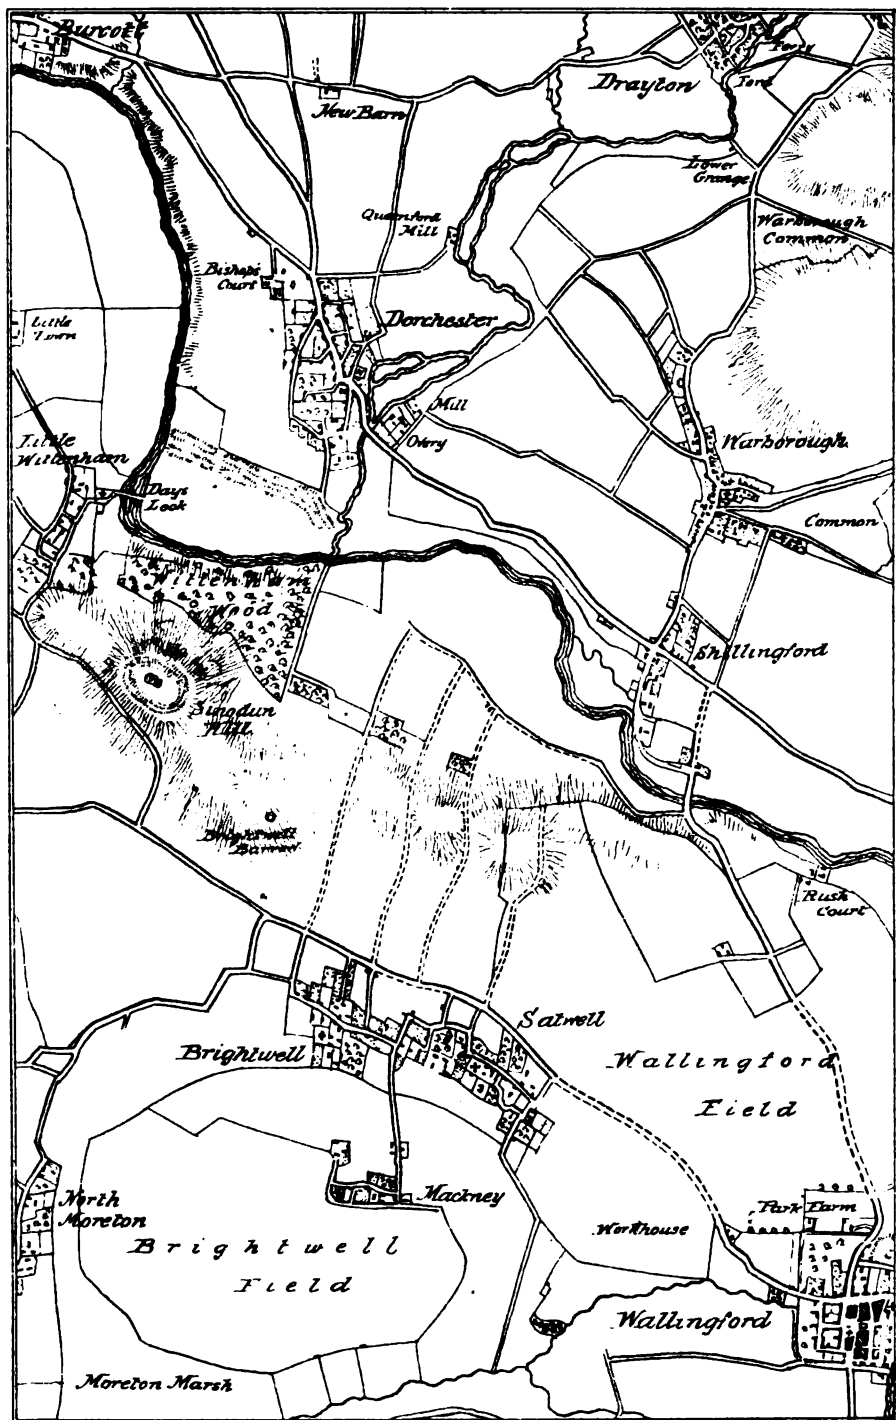 Burcott
Drayton
Ferry
Ford
New Barn
Lower
Grange
Queenford
Mill
Warborough
Common
Bishops
Court
Little
Town
Dorchester
Mill
Overy
Warborough
Little
Wittenham
Days
Lock
Common
Wittenham
Wood
Shillingford
Sinodun
Hill
Brightwell
Barrow
Rush
Court
Satwell
Brightwell
Wallingford
Field
Mackney
North
Moreton
Park Farm
Workhouse
Brightwell
Field
Wallingford
Moreton Marsh